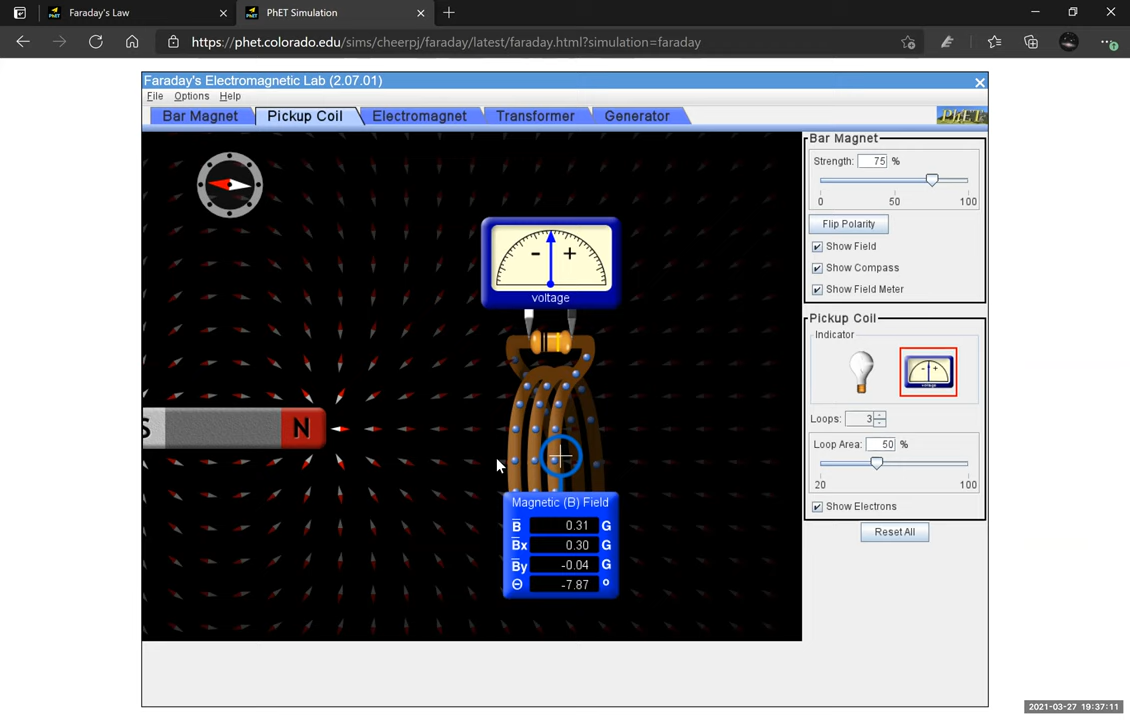 Faraday's Law
PhET Simulation
https://phet.colorado.edu/sims/cheerpj/faraday/latest/faraday.html?simulation=faraday
Faraday's Electromagnetic Lab (2.07.01)
File Options Help
Bar Magnet Pickup Coil Electromagnet Transformer Generator
PhET
Bar Magnet
Strength: 75 %
0 50 100
Flip Polarity
Show Field
Show Compass
Show Field Meter
Pickup Coil
Indicator
voltage
Loops: 3
Loop Area: 50 %
20 100
Show Electrons
Reset All
- +
voltage
S N
Magnetic (B) Field
B 0.31 G
Bx 0.30 G
By -0.04 G
Θ -7.87 °
2021-03-27 19:37:11